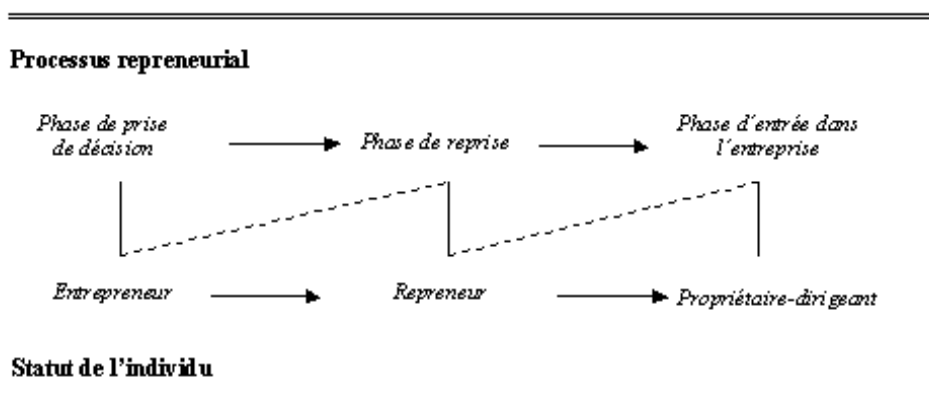 Processus repreneurial
Phase de prise
de décision
Phase de reprise
Phase d'entrée dans
l'entreprise
Entrepreneur
Repreneur
Propriétaire-dirigeant
Statut de l'individu